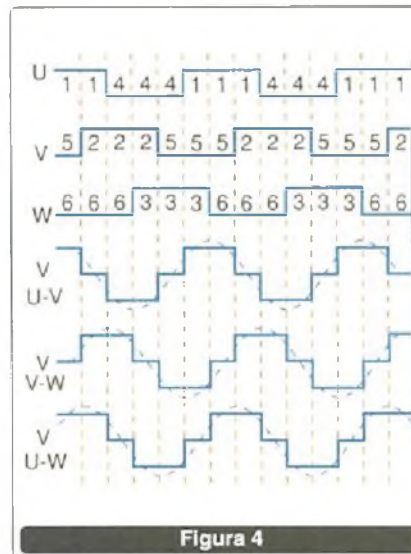 U
1 1 4 4 4 1 1 1 4 4 4 1 1 1
V
5 2 2 2 5 5 5 2 2 2 5 5 5 2
W
6 6 6 3 3 3 6 6 6 3 3 3 6 6
V
U-V
V
V-W
V
U-W
Figura 4